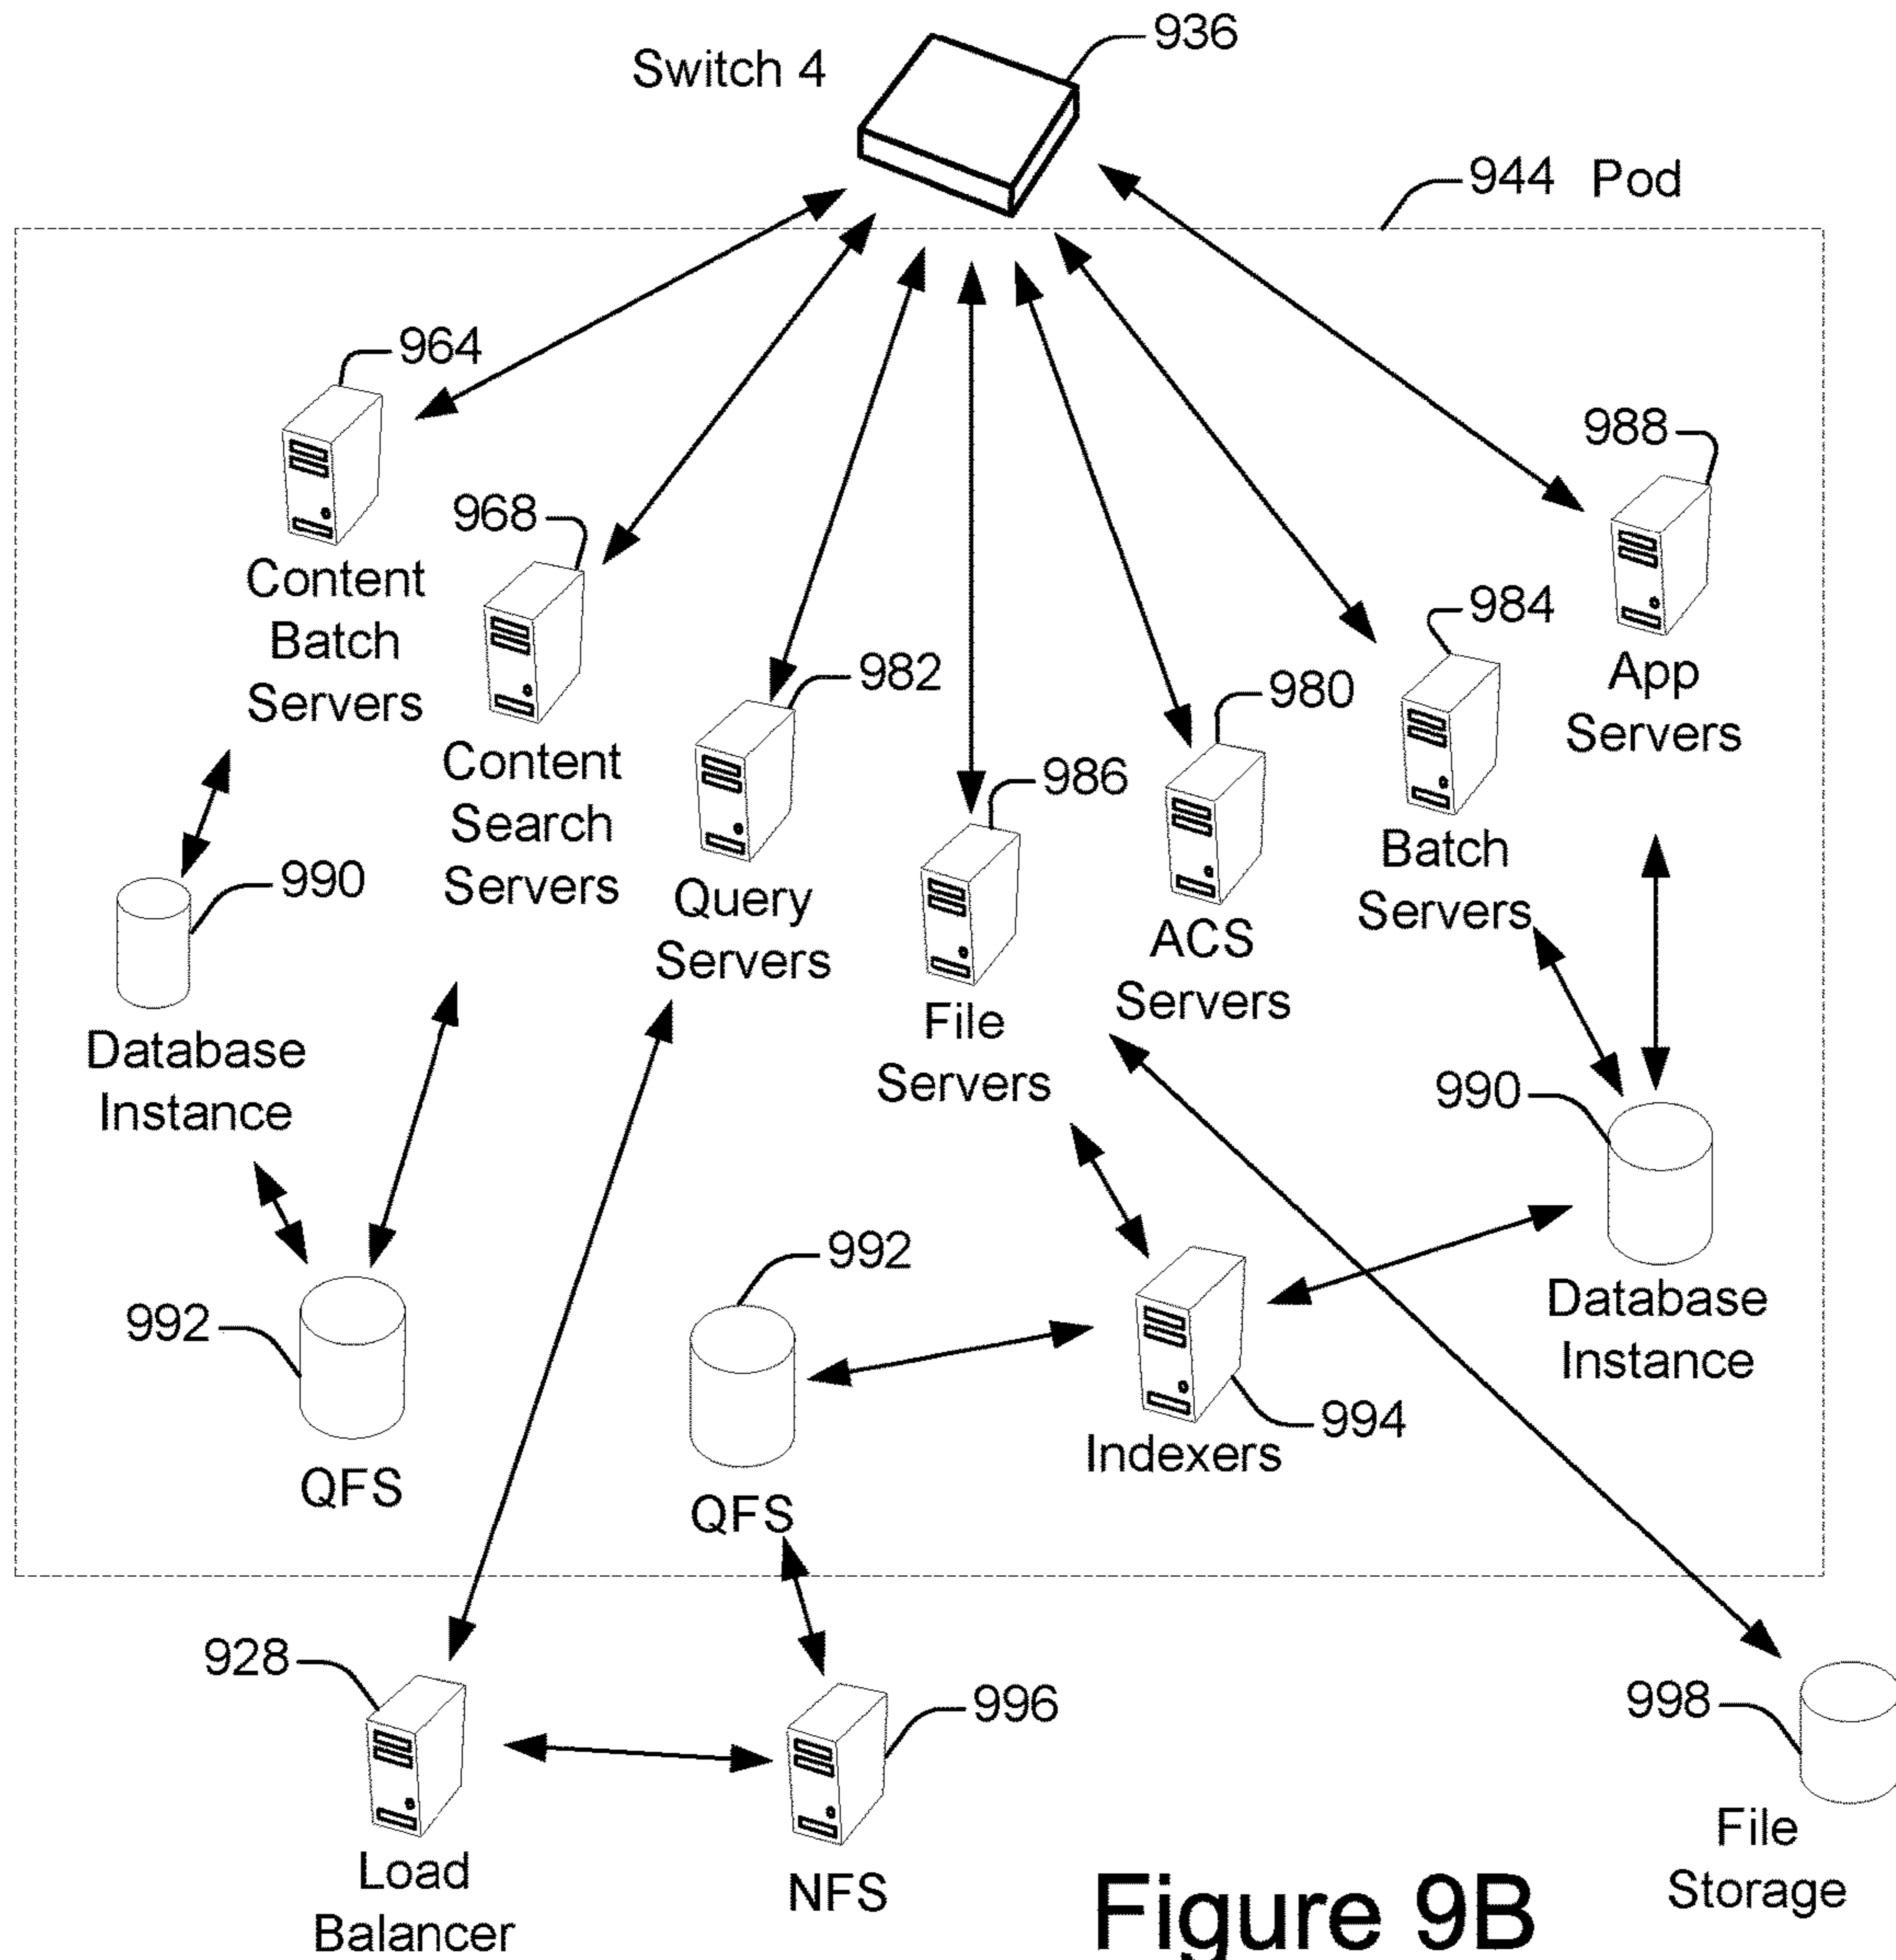 936
Switch 4
944 Pod
964
988
968
984
Content
Batch
Servers
982
980
App
Servers
Content
Search
Servers
986
Batch
Servers
990
Query
Servers
ACS
Servers
File
Servers
Database
Instance
990
992
992
Database
Instance
994
Indexers
QFS
QFS
928
996
998
Load
Balancer
NFS
File
Storage
Figure 9B